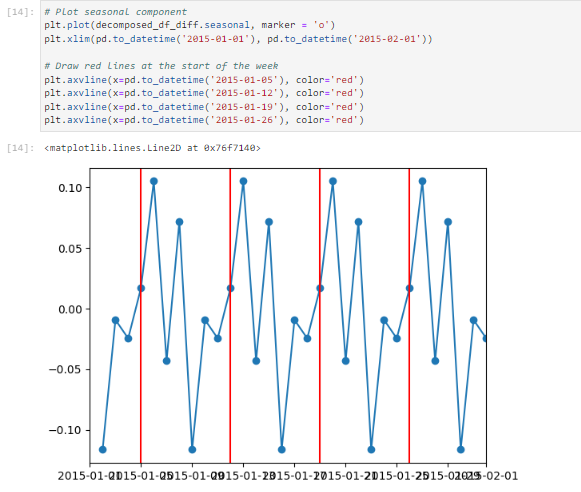 [14]: # Plot seasonal component
plt.plot(decomposed_df_diff.seasonal, marker = 'o')
plt.xlim(pd.to_datetime('2015-01-01'), pd.to_datetime('2015-02-01'))
# Draw red lines at the start of the week
plt.axvline(x=pd.to_datetime('2015-01-05'), color='red')
plt.axvline(x=pd.to_datetime('2015-01-12'), color='red')
plt.axvline(x=pd.to_datetime('2015-01-19'), color='red')
plt.axvline(x=pd.to_datetime('2015-01-26'), color='red')
[14]: <matplotlib.lines.Line2D at 0x76f7140>
0.10
0.05
0.00
−0.05
−0.10
2015-01-01 2015-01-05 2015-01-09 2015-01-13 2015-01-17 2015-01-21 2015-01-25 2015-01-29 2015-02-01